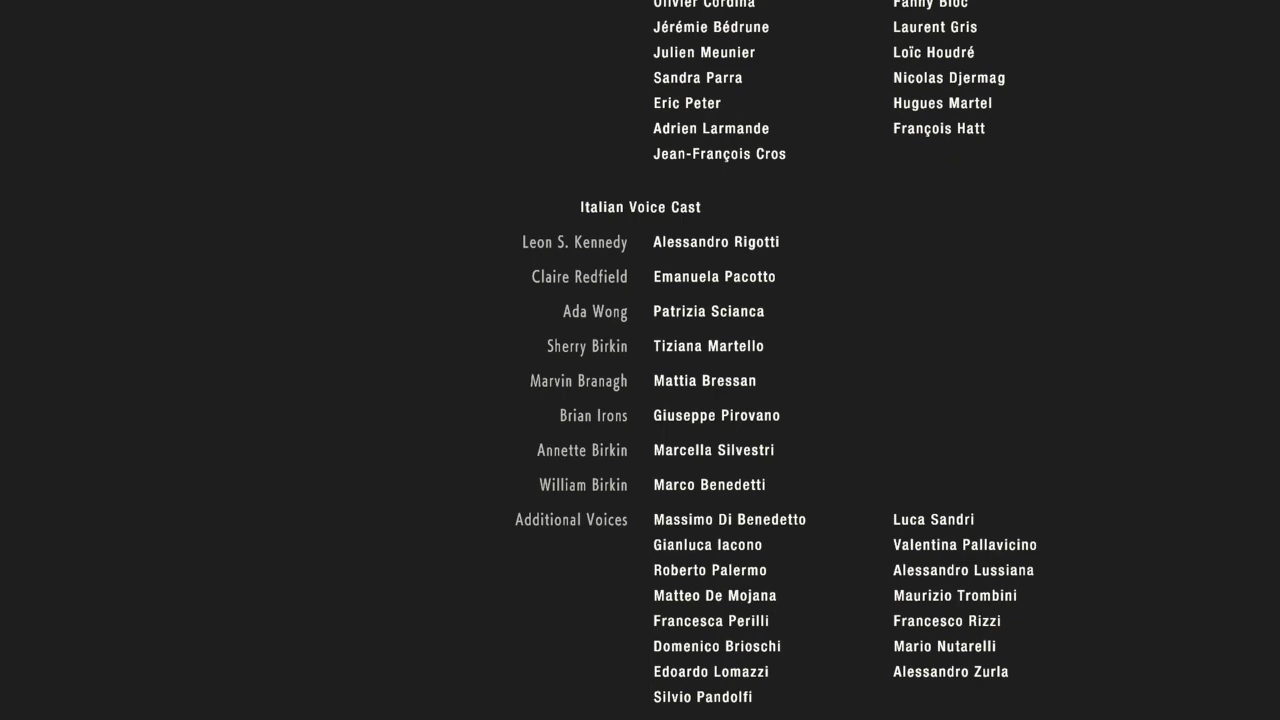 Olivier Cordina Fanny Bloc
Jérémie Bédrune Laurent Gris
Julien Meunier Loïc Houdré
Sandra Parra Nicolas Djermag
Eric Peter Hugues Martel
Adrien Larmande François Hatt
Jean-François Cros
Italian Voice Cast
Leon S. Kennedy Alessandro Rigotti
Claire Redfield Emanuela Pacotto
Ada Wong Patrizia Scianca
Sherry Birkin Tiziana Martello
Marvin Branagh Mattia Bressan
Brian Irons Giuseppe Pirovano
Annette Birkin Marcella Silvestri
William Birkin Marco Benedetti
Additional Voices Massimo Di Benedetto Luca Sandri
Gianluca Iacono Valentina Pallavicino
Roberto Palermo Alessandro Lussiana
Matteo De Mojana Maurizio Trombini
Francesca Perilli Francesco Rizzi
Domenico Brioschi Mario Nutarelli
Edoardo Lomazzi Alessandro Zurla
Silvio Pandolfi